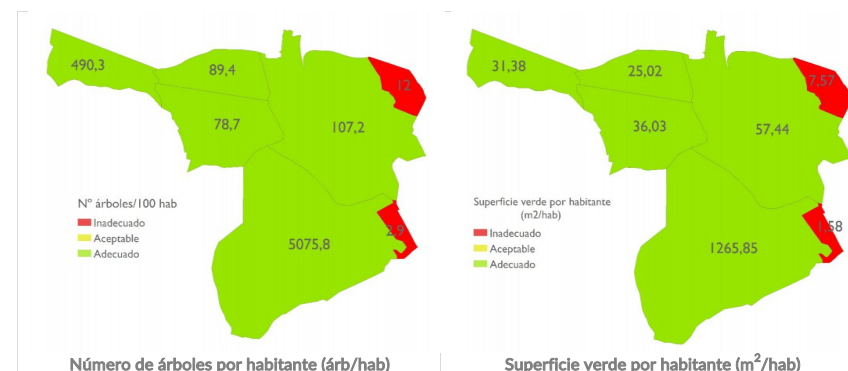 490,3
89,4
12
78,7
107,2
Nº árboles/100 hab
Inadecuado
Aceptable
Adecuado
2,9
5075,8
Número de árboles por habitante (árb/hab)
31,38
25,02
7,57
36,03
57,44
Superficie verde por habitante
(m2/hab)
Inadecuado
Aceptable
Adecuado
1,58
1265,85
Superficie verde por habitante (m²/hab)